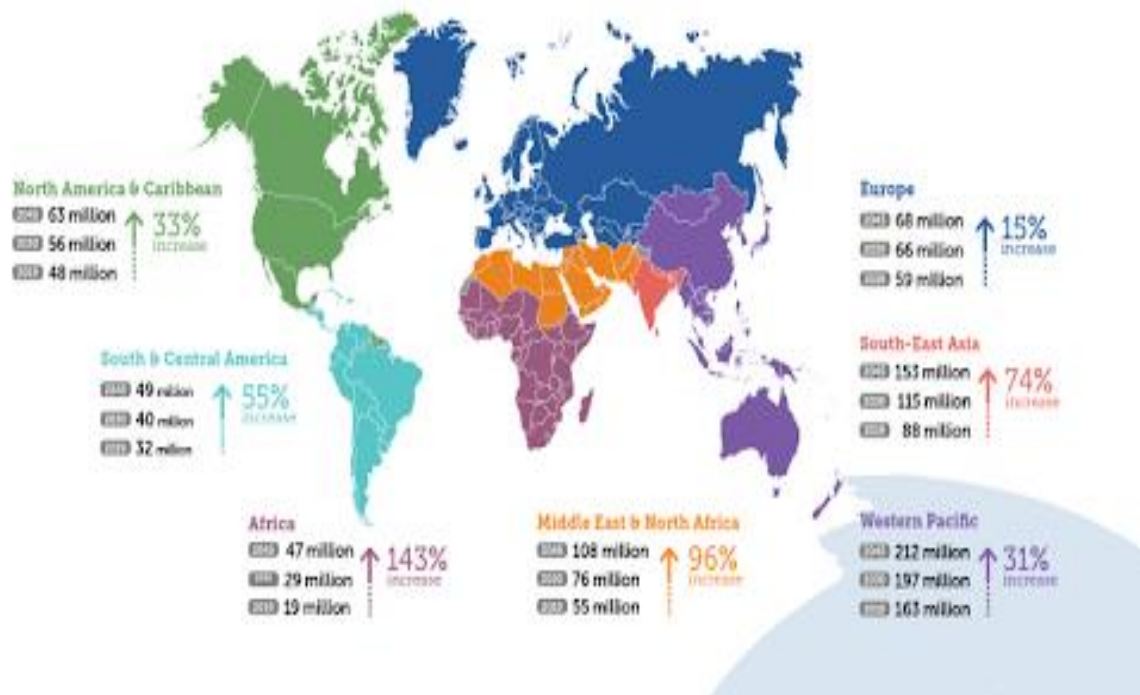 North America & Caribbean
2045 63 million
2030 56 million
2019 48 million
33%
increase
South & Central America
49 million
40 million
32 million
55%
increase
Africa
47 million
29 million
19 million
143%
increase
Middle East & North Africa
108 million
76 million
55 million
96%
increase
Europe
68 million
66 million
59 million
15%
increase
South-East Asia
153 million
115 million
88 million
74%
increase
Western Pacific
212 million
197 million
163 million
31%
increase